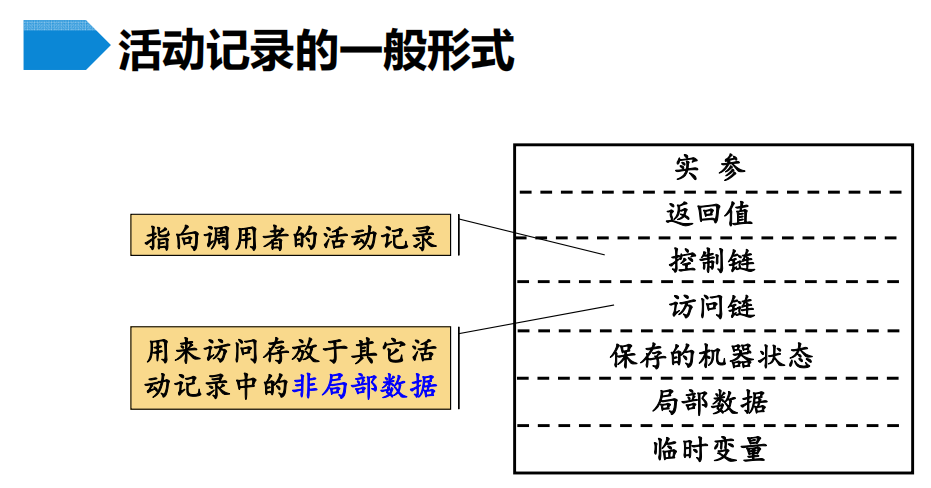 活动记录的一般形式
实 参
返回值
指向调用者的活动记录
控制链
访问链
用来访问存放于其它活
动记录中的非局部数据
保存的机器状态
局部数据
临时变量